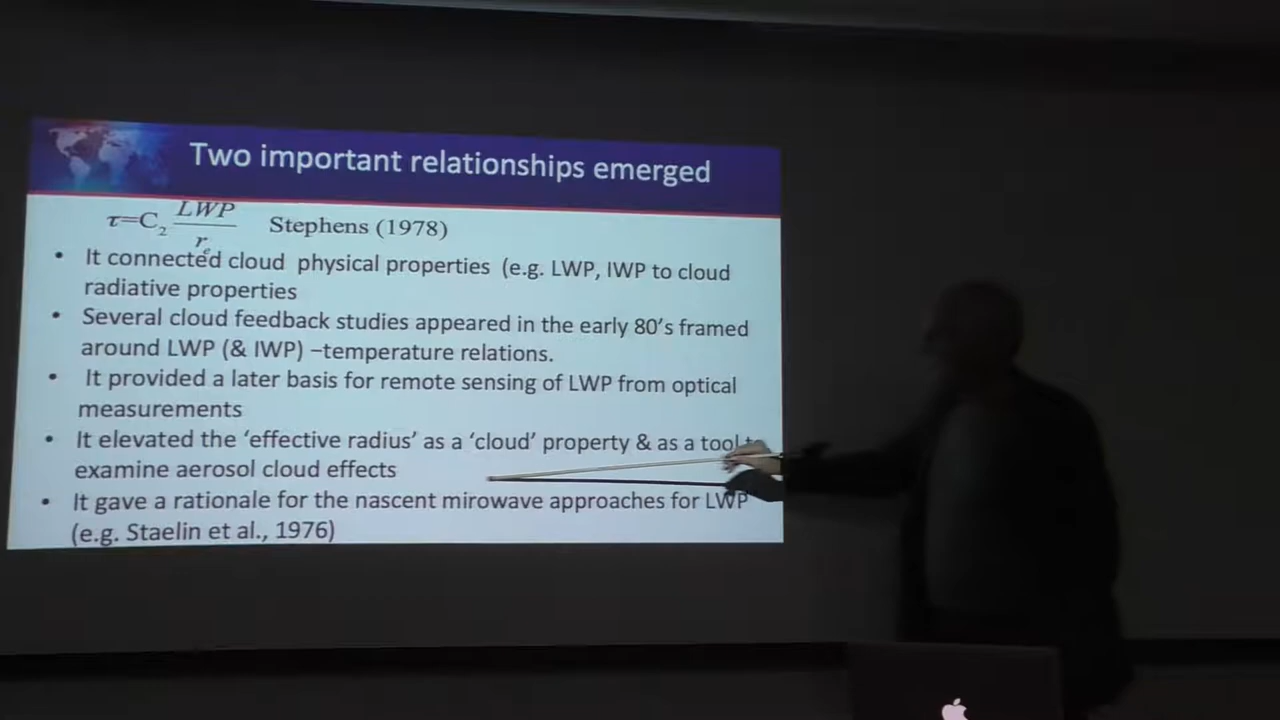 Two important relationships emerged
τ=C₂ LWP/rₑ Stephens (1978)
• It connected cloud physical properties (e.g. LWP, IWP to cloud
radiative properties
• Several cloud feedback studies appeared in the early 80's framed
around LWP (& IWP) –temperature relations.
• It provided a later basis for remote sensing of LWP from optical
measurements
• It elevated the 'effective radius' as a 'cloud' property & as a tool to
examine aerosol cloud effects
• It gave a rationale for the nascent mirowave approaches for LWP
(e.g. Staelin et al., 1976)